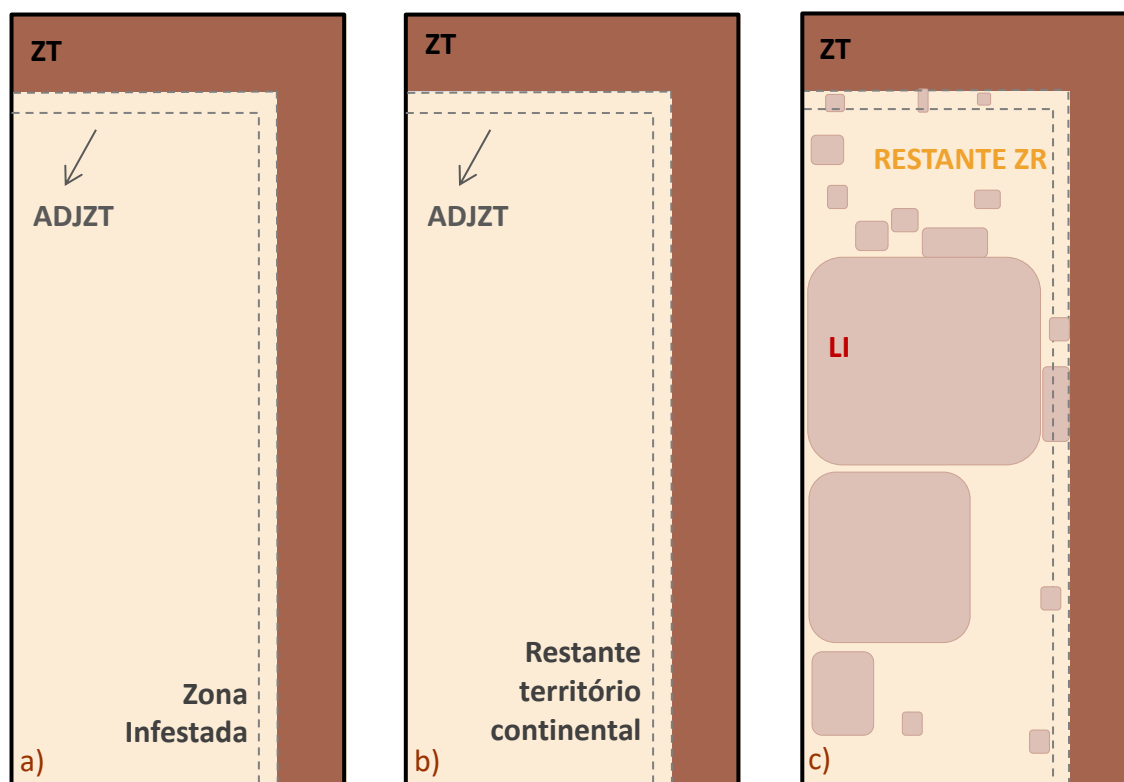 ZT
ADJZT
Zona
Infestada
a)
ZT
ADJZT
Restante
território
continental
b)
ZT
RESTANTE ZR
LI
c)